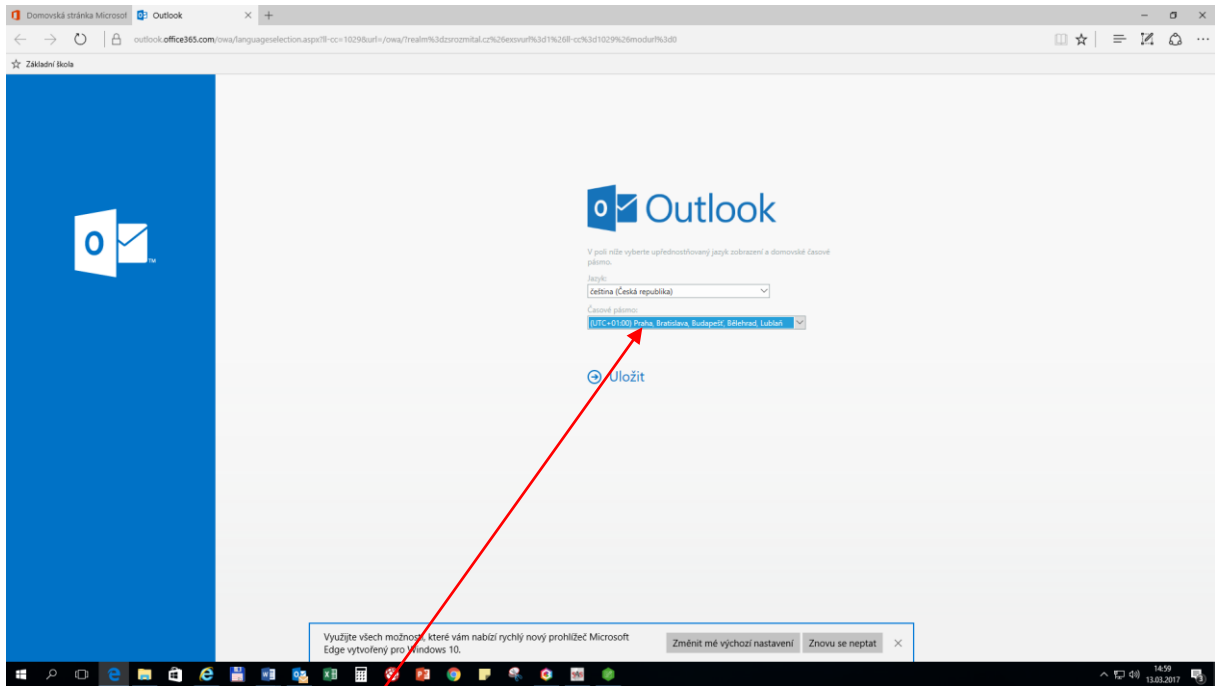 Domovská stránka Microsof
Outlook
outlook.office365.com/owa/languageselection.aspx?ll-cc=1029&url=/owa/?realm%3dzsrozmital.cz%26exsvurl%3d1%26ll-cc%3d1029%26modurl%3d0
Základní škola
Outlook
V poli níže vyberte upřednostňovaný jazyk zobrazení a domovské časové
pásmo.
Jazyk:
čeština (Česká republika)
Časové pásmo:
(UTC+01:00) Praha, Bratislava, Budapešť, Bělehrad, Lublaň
Uložit
Využijte všech možností, které vám nabízí rychlý nový prohlížeč Microsoft
Edge vytvořený pro Windows 10.
Změnit mé výchozí nastavení
Znovu se neptat
14:59
13.03.2017